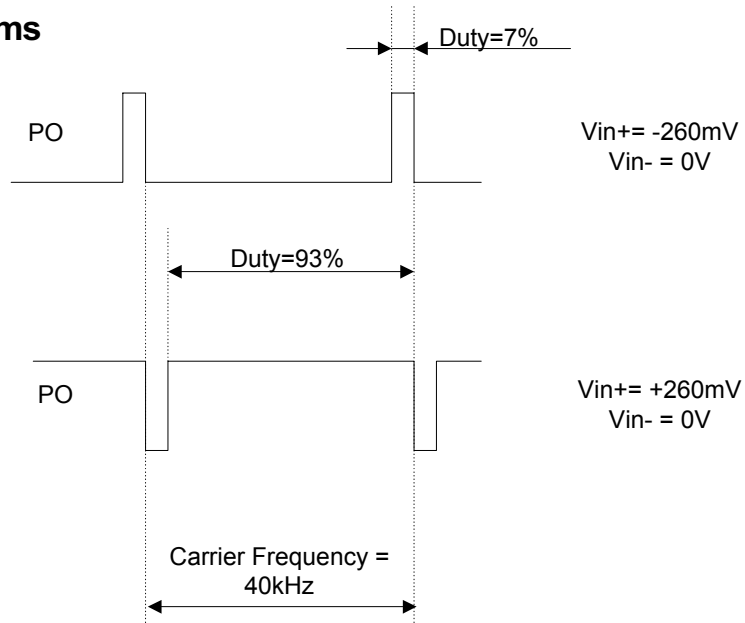 ms
Duty=7%
PO
Vin+= -260mV
Vin- = 0V
Duty=93%
PO
Vin+= +260mV
Vin- = 0V
Carrier Frequency =
40kHz